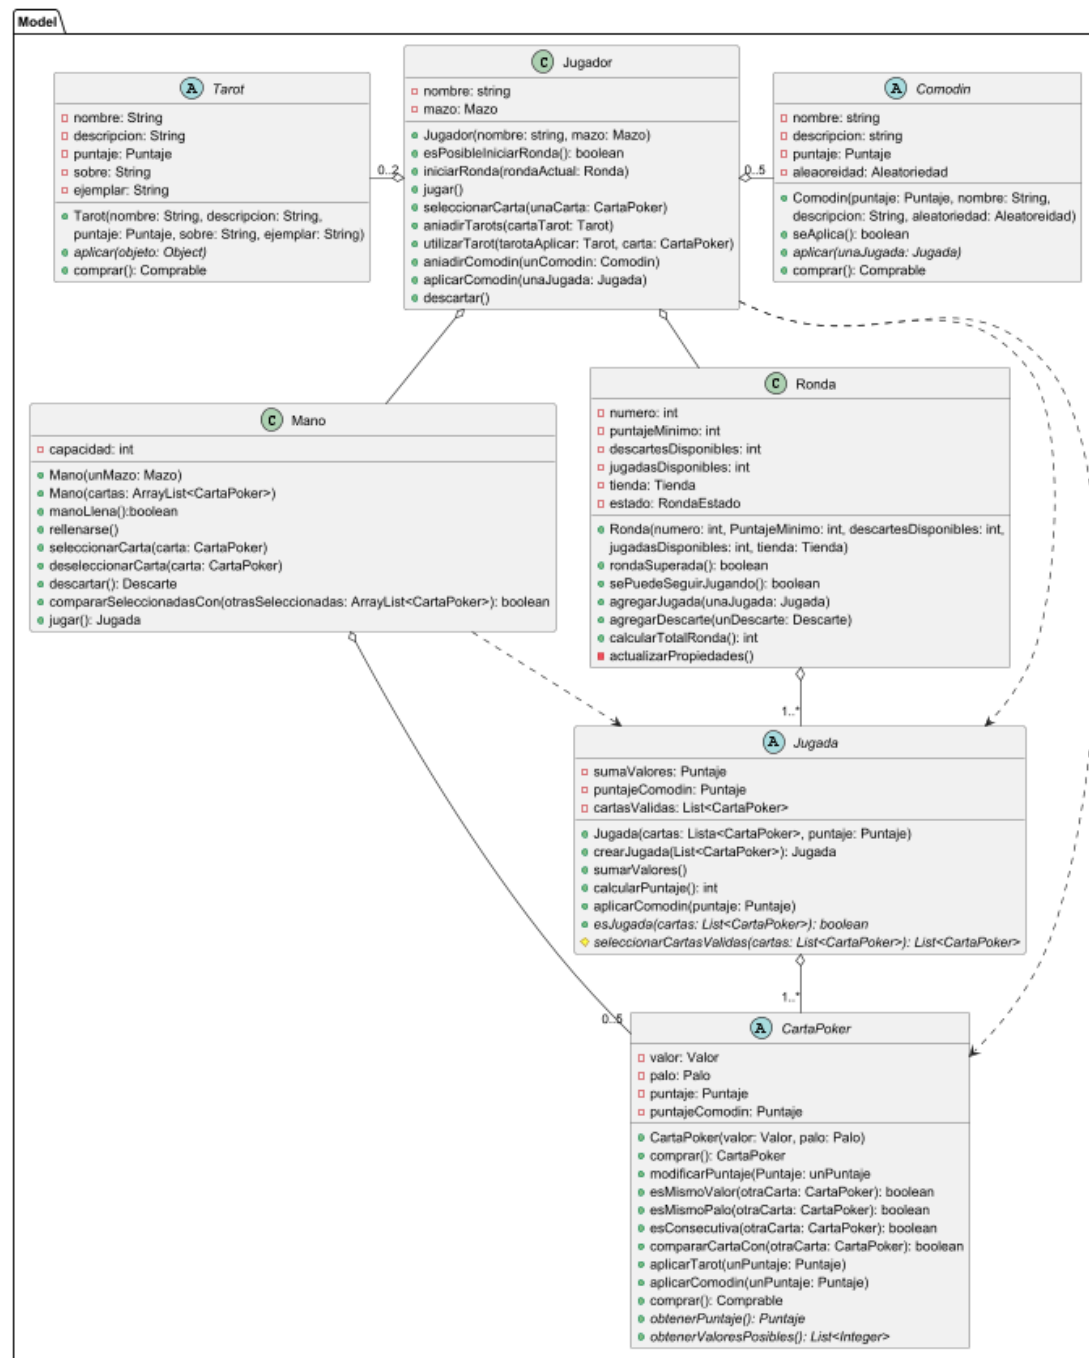 Model
A Tarot
nombre: String
descripcion: String
puntaje: Puntaje
sobre: String
ejemplar: String
Tarot(nombre: String, descripcion: String,
puntaje: Puntaje, sobre: String, ejemplar: String)
aplicar(objeto: Object)
comprar(): Comprable
0..2
C Jugador
nombre: string
mazo: Mazo
Jugador(nombre: string, mazo: Mazo)
esPosibleIniciarRonda(): boolean
iniciarRonda(rondaActual: Ronda)
jugar()
seleccionarCarta(unaCarta: CartaPoker)
aniadirTarots(cartaTarot: Tarot)
utilizarTarot(tarotaAplicar: Tarot, carta: CartaPoker)
aniadirComodin(unComodin: Comodin)
aplicarComodin(unaJugada: Jugada)
descartar()
0..5
A Comodin
nombre: string
descripcion: string
puntaje: Puntaje
aleaoreidad: Aleatoriedad
Comodin(puntaje: Puntaje, nombre: String,
descripcion: String, aleatoriedad: Aleatoreidad)
seAplica(): boolean
aplicar(unaJugada: Jugada)
comprar(): Comprable
C Mano
capacidad: int
Mano(unMazo: Mazo)
Mano(cartas: ArrayList<CartaPoker>)
manoLlena():boolean
rellenarse()
seleccionarCarta(carta: CartaPoker)
deseleccionarCarta(carta: CartaPoker)
descartar(): Descarte
compararSeleccionadasCon(otrasSeleccionadas: ArrayList<CartaPoker>): boolean
jugar(): Jugada
C Ronda
numero: int
puntajeMinimo: int
descartesDisponibles: int
jugadasDisponibles: int
tienda: Tienda
estado: RondaEstado
Ronda(numero: int, PuntajeMinimo: int, descartesDisponibles: int,
jugadasDisponibles: int, tienda: Tienda)
rondaSuperada(): boolean
sePuedeSeguirJugando(): boolean
agregarJugada(unaJugada: Jugada)
agregarDescarte(unDescarte: Descarte)
calcularTotalRonda(): int
actualizarPropiedades()
1..*
A Jugada
sumaValores: Puntaje
puntajeComodin: Puntaje
cartasValidas: List<CartaPoker>
Jugada(cartas: Lista<CartaPoker>, puntaje: Puntaje)
crearJugada(List<CartaPoker>): Jugada
sumarValores()
calcularPuntaje(): int
aplicarComodin(puntaje: Puntaje)
esJugada(cartas: List<CartaPoker>): boolean
seleccionarCartasValidas(cartas: List<CartaPoker>): List<CartaPoker>
1..*
0..5
A CartaPoker
valor: Valor
palo: Palo
puntaje: Puntaje
puntajeComodin: Puntaje
CartaPoker(valor: Valor, palo: Palo)
comprar(): CartaPoker
modificarPuntaje(Puntaje: unPuntaje
esMismoValor(otraCarta: CartaPoker): boolean
esMismoPalo(otraCarta: CartaPoker): boolean
esConsecutiva(otraCarta: CartaPoker): boolean
compararCartaCon(otraCarta: CartaPoker): boolean
aplicarTarot(unPuntaje: Puntaje)
aplicarComodin(unPuntaje: Puntaje)
comprar(): Comprable
obtenerPuntaje(): Puntaje
obtenerValoresPosibles(): List<Integer>